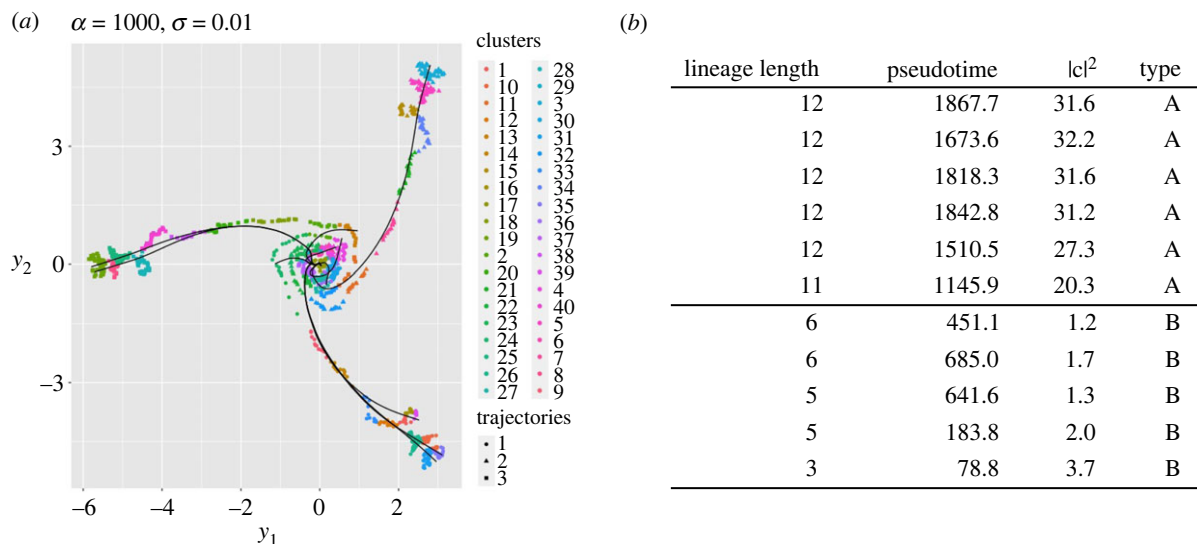 (a) α = 1000, σ = 0.01
y2
3
0
−3
−6 −4 −2 0 2
y1
clusters
1 28
10 29
11 3
12 30
13 31
14 32
15 33
16 34
17 35
18 36
19 37
2 38
20 39
21 4
22 40
23 5
24 6
25 7
26 8
27 9
trajectories
1
2
3
(b)
lineage length pseudotime |c|² type
12 1867.7 31.6 A
12 1673.6 32.2 A
12 1818.3 31.6 A
12 1842.8 31.2 A
12 1510.5 27.3 A
11 1145.9 20.3 A
6 451.1 1.2 B
6 685.0 1.7 B
5 641.6 1.3 B
5 183.8 2.0 B
3 78.8 3.7 B